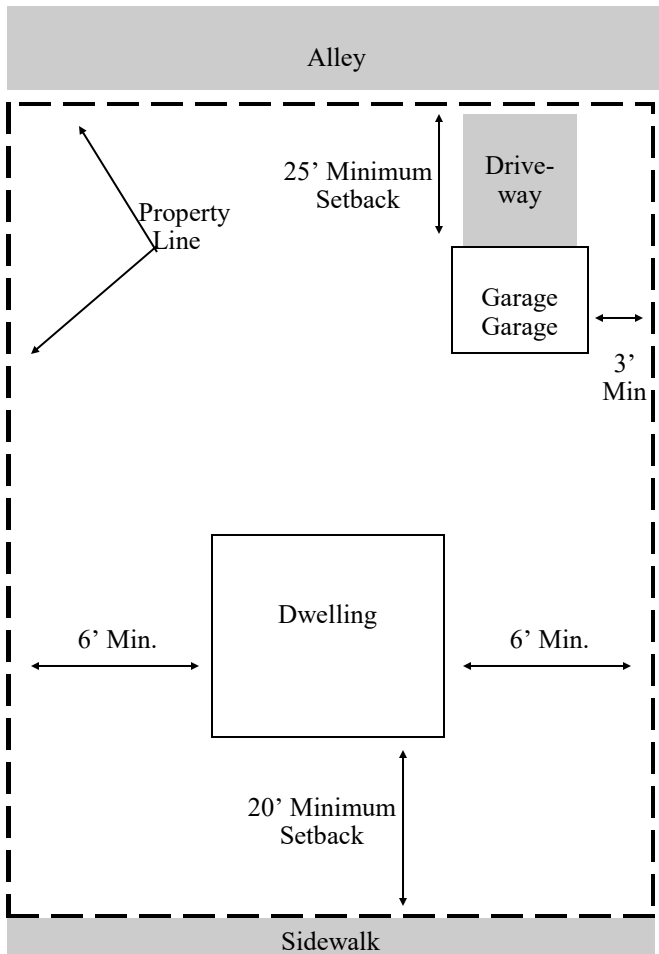 Alley
25’ Minimum
Setback
Drive-
way
Property
Line
Garage
Garage
3’
Min
Dwelling
6’ Min.
6’ Min.
20’ Minimum
Setback
Sidewalk